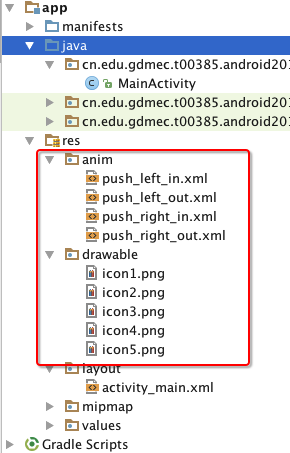 app
manifests
java
cn.edu.gdmec.t00385.android201
MainActivity
cn.edu.gdmec.t00385.android201
cn.edu.gdmec.t00385.android201
res
anim
push_left_in.xml
push_left_out.xml
push_right_in.xml
push_right_out.xml
drawable
icon1.png
icon2.png
icon3.png
icon4.png
icon5.png
layout
activity_main.xml
mipmap
values
Gradle Scripts